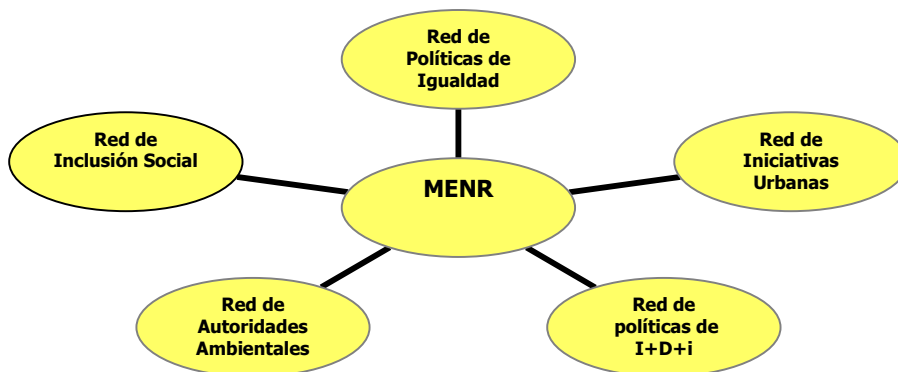 Red de
Políticas de
Igualdad
Red de
Inclusión Social
Red de
Iniciativas
Urbanas
MENR
Red de
Autoridades
Ambientales
Red de
políticas de
I+D+i